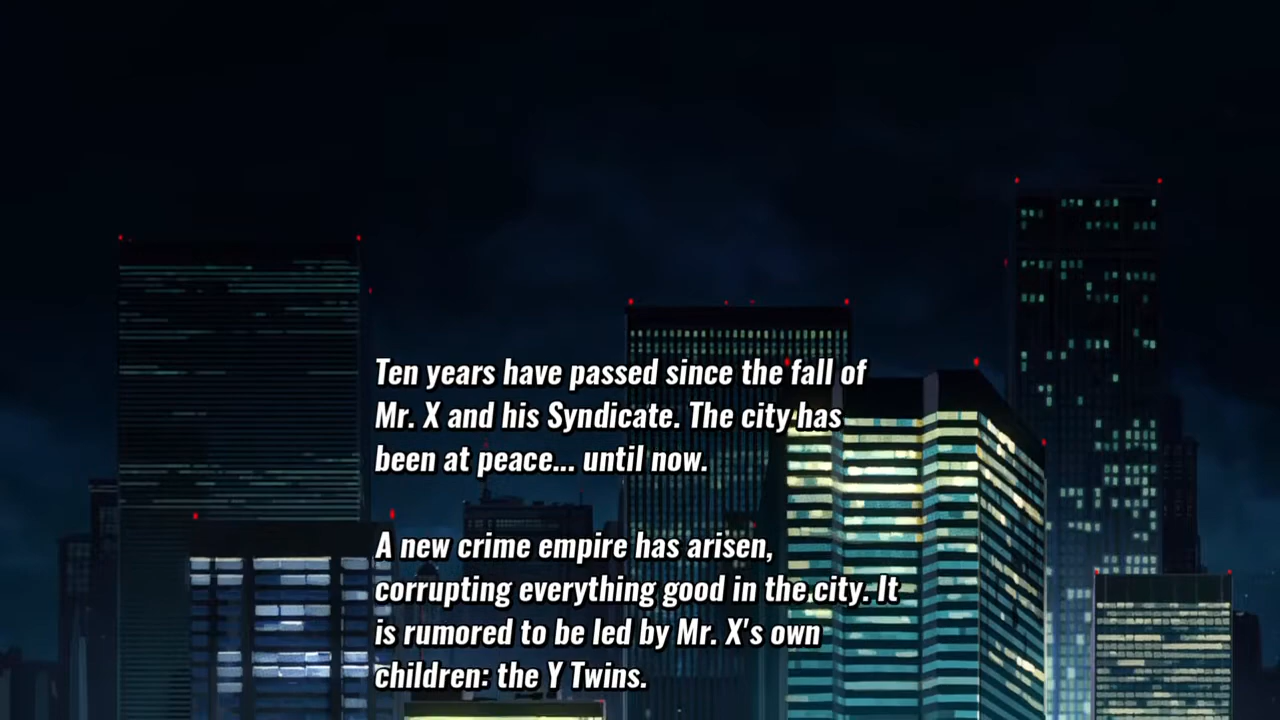 Ten years have passed since the fall of
Mr. X and his Syndicate. The city has
been at peace... until now.
A new crime empire has arisen,
corrupting everything good in the city. It
is rumored to be led by Mr. X's own
children: the Y Twins.